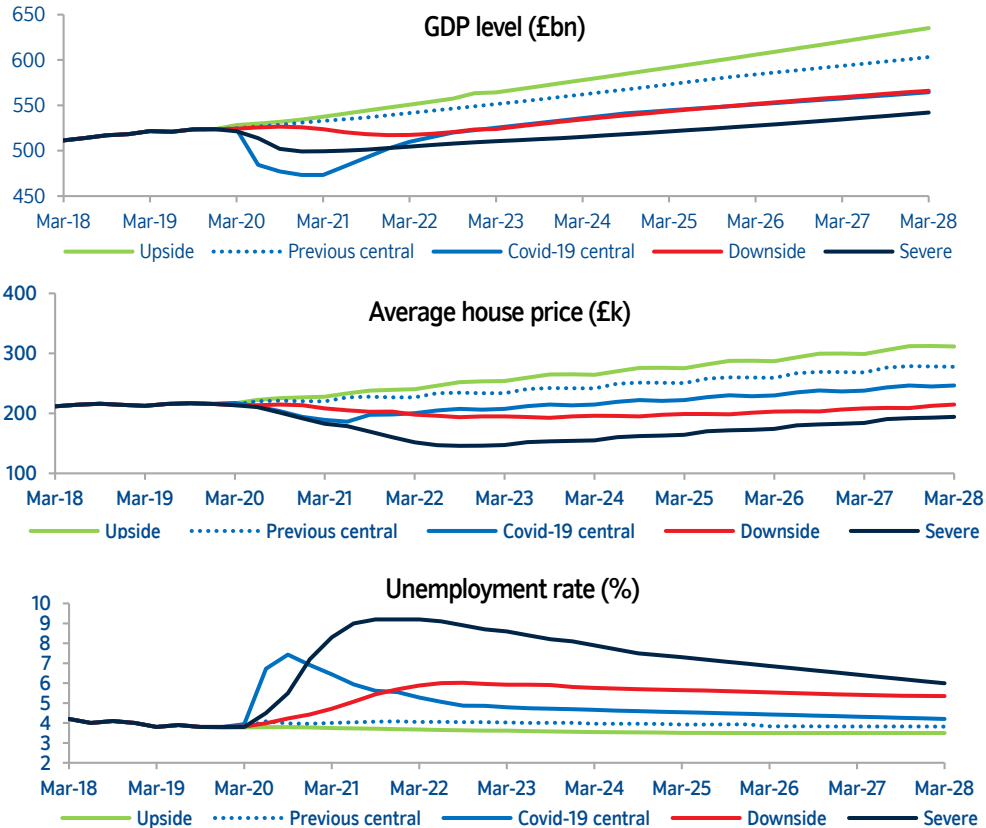 GDP level (£bn)
650
600
550
500
450
Mar-18 Mar-19 Mar-20 Mar-21 Mar-22 Mar-23 Mar-24 Mar-25 Mar-26 Mar-27 Mar-28
Upside Previous central Covid-19 central Downside Severe
Average house price (£k)
400
300
200
100
Mar-18 Mar-19 Mar-20 Mar-21 Mar-22 Mar-23 Mar-24 Mar-25 Mar-26 Mar-27 Mar-28
Upside Previous central Covid-19 central Downside Severe
Unemployment rate (%)
10
9
8
7
6
5
4
3
2
Mar-18 Mar-19 Mar-20 Mar-21 Mar-22 Mar-23 Mar-24 Mar-25 Mar-26 Mar-27 Mar-28
Upside Previous central Covid-19 central Downside Severe